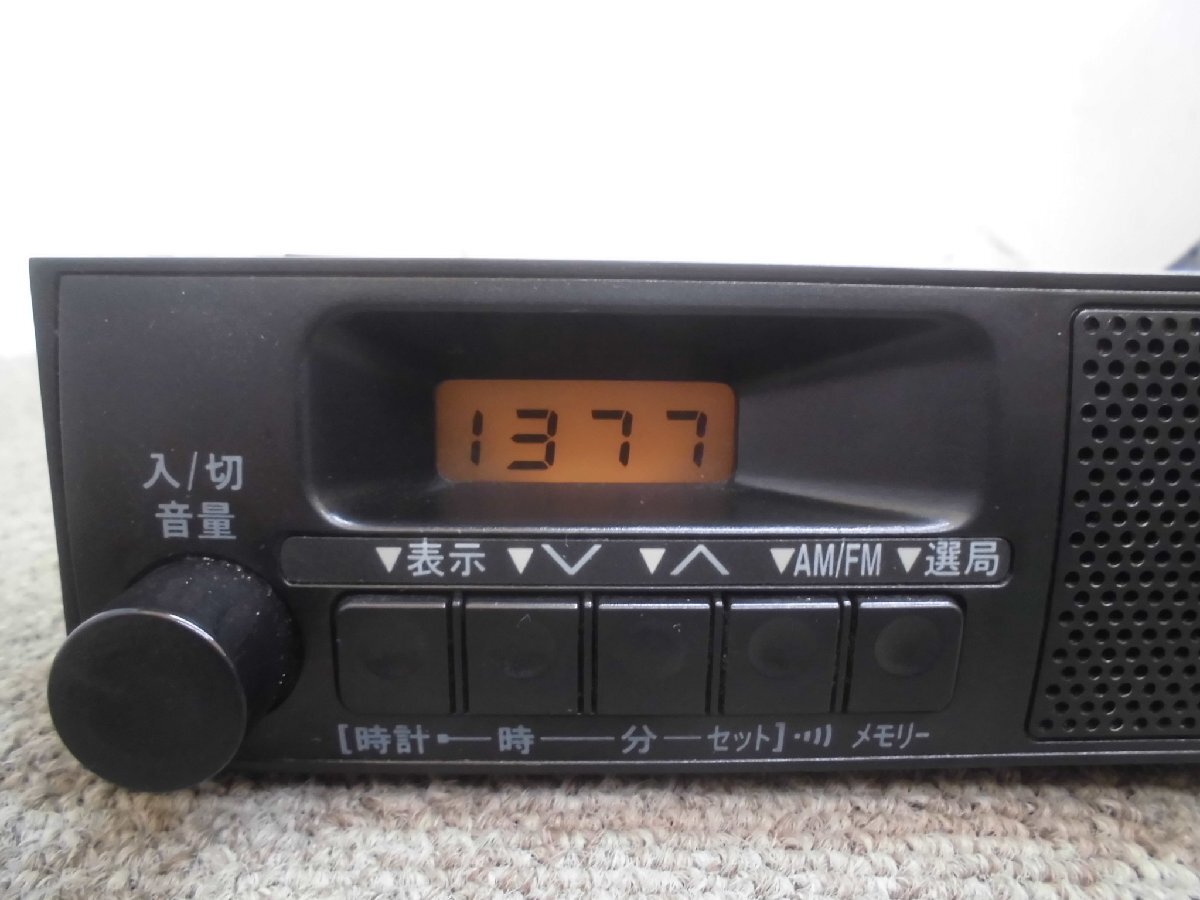 1377
入/切
音量
▼表示 ▼∨ ▼∧ ▼AM/FM ▼選局
[時計 時 分 セット] メモリー